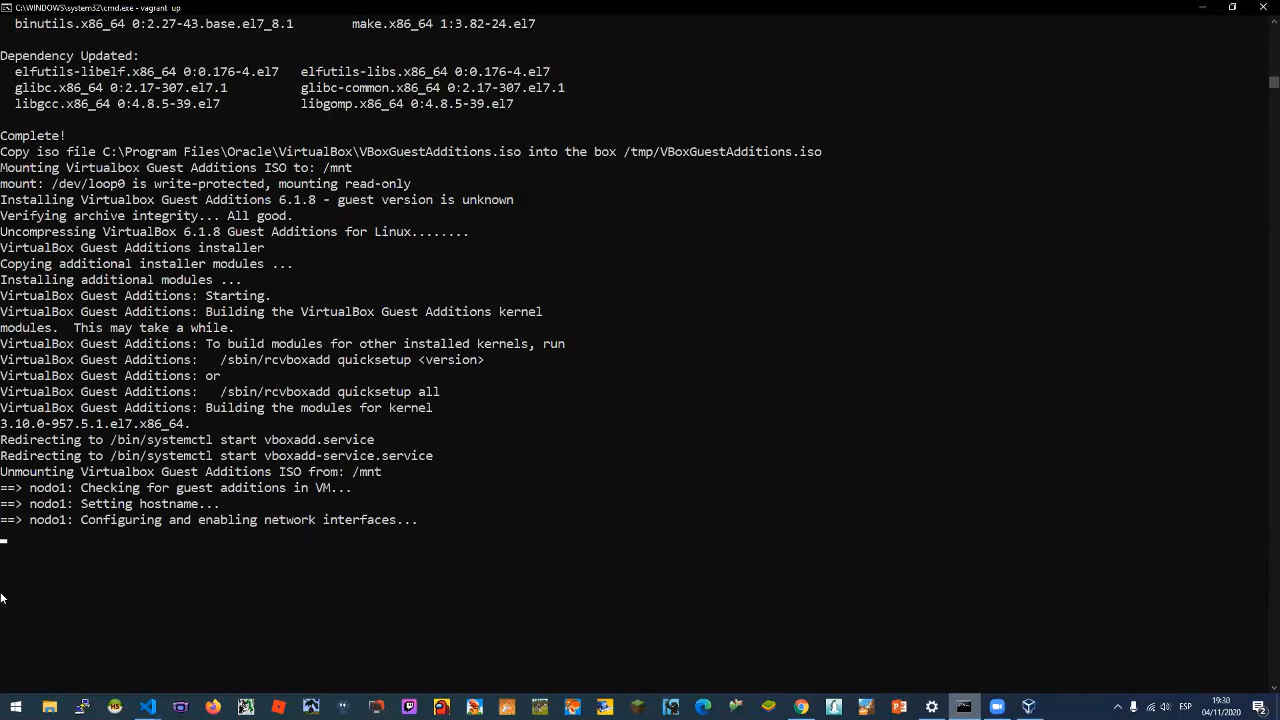 C:\WINDOWS\system32\cmd.exe - vagrant up
binutils.x86_64 0:2.27-43.base.el7_8.1 make.x86_64 1:3.82-24.el7
Dependency Updated:
elfutils-libelf.x86_64 0:0.176-4.el7 elfutils-libs.x86_64 0:0.176-4.el7
glibc.x86_64 0:2.17-307.el7.1 glibc-common.x86_64 0:2.17-307.el7.1
libgcc.x86_64 0:4.8.5-39.el7 libgomp.x86_64 0:4.8.5-39.el7
Complete!
Copy iso file C:\Program Files\Oracle\VirtualBox\VBoxGuestAdditions.iso into the box /tmp/VBoxGuestAdditions.iso
Mounting Virtualbox Guest Additions ISO to: /mnt
mount: /dev/loop0 is write-protected, mounting read-only
Installing Virtualbox Guest Additions 6.1.8 - guest version is unknown
Verifying archive integrity... All good.
Uncompressing VirtualBox 6.1.8 Guest Additions for Linux........
VirtualBox Guest Additions installer
Copying additional installer modules ...
Installing additional modules ...
VirtualBox Guest Additions: Starting.
VirtualBox Guest Additions: Building the VirtualBox Guest Additions kernel
modules.  This may take a while.
VirtualBox Guest Additions: To build modules for other installed kernels, run
VirtualBox Guest Additions:   /sbin/rcvboxadd quicksetup <version>
VirtualBox Guest Additions: or
VirtualBox Guest Additions:   /sbin/rcvboxadd quicksetup all
VirtualBox Guest Additions: Building the modules for kernel
3.10.0-957.5.1.el7.x86_64.
Redirecting to /bin/systemctl start vboxadd.service
Redirecting to /bin/systemctl start vboxadd-service.service
Unmounting Virtualbox Guest Additions ISO from: /mnt
==> nodo1: Checking for guest additions in VM...
==> nodo1: Setting hostname...
==> nodo1: Configuring and enabling network interfaces...
ESP
19:30
04/11/2020